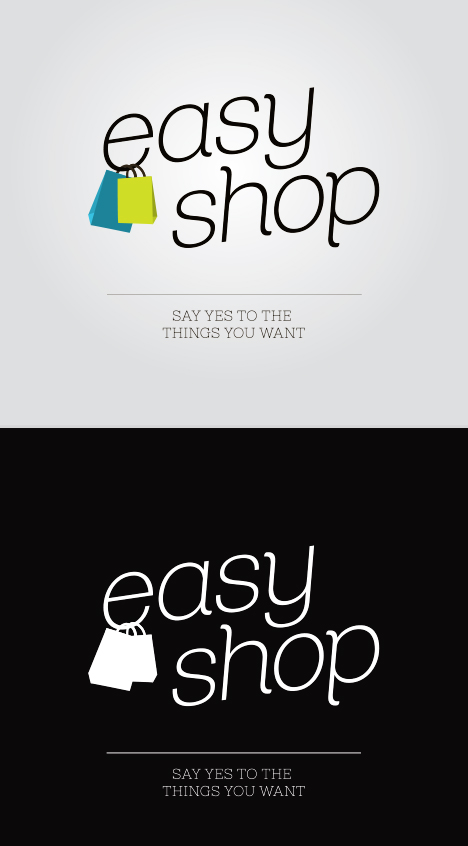 easy
shop
SAY YES TO THE
THINGS YOU WANT
easy
shop
SAY YES TO THE
THINGS YOU WANT